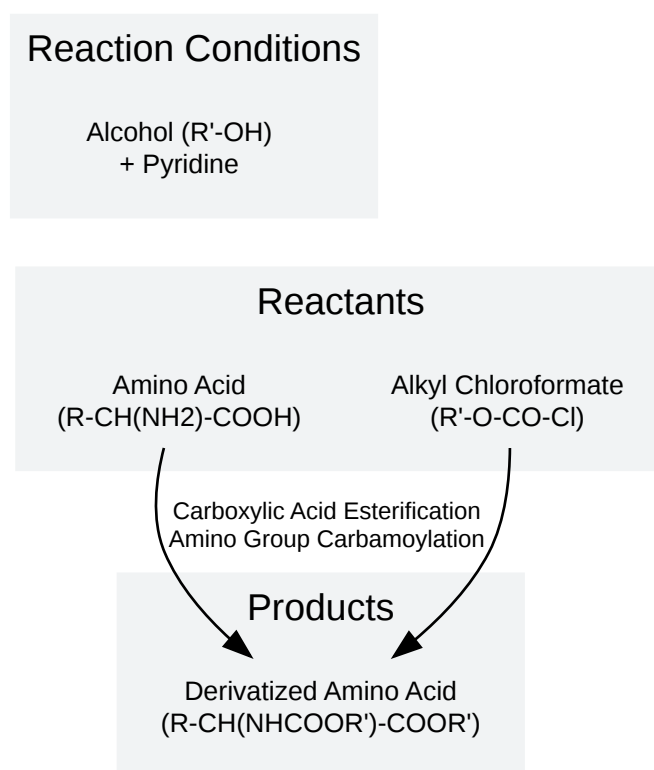 Reaction Conditions
Alcohol (R'-OH)
+ Pyridine
Reactants
Amino Acid
(R-CH(NH2)-COOH)
Alkyl Chloroformate
(R'-O-CO-Cl)
Carboxylic Acid Esterification
Amino Group Carbamoylation
Products
Derivatized Amino Acid
(R-CH(NHCOOR')-COOR')